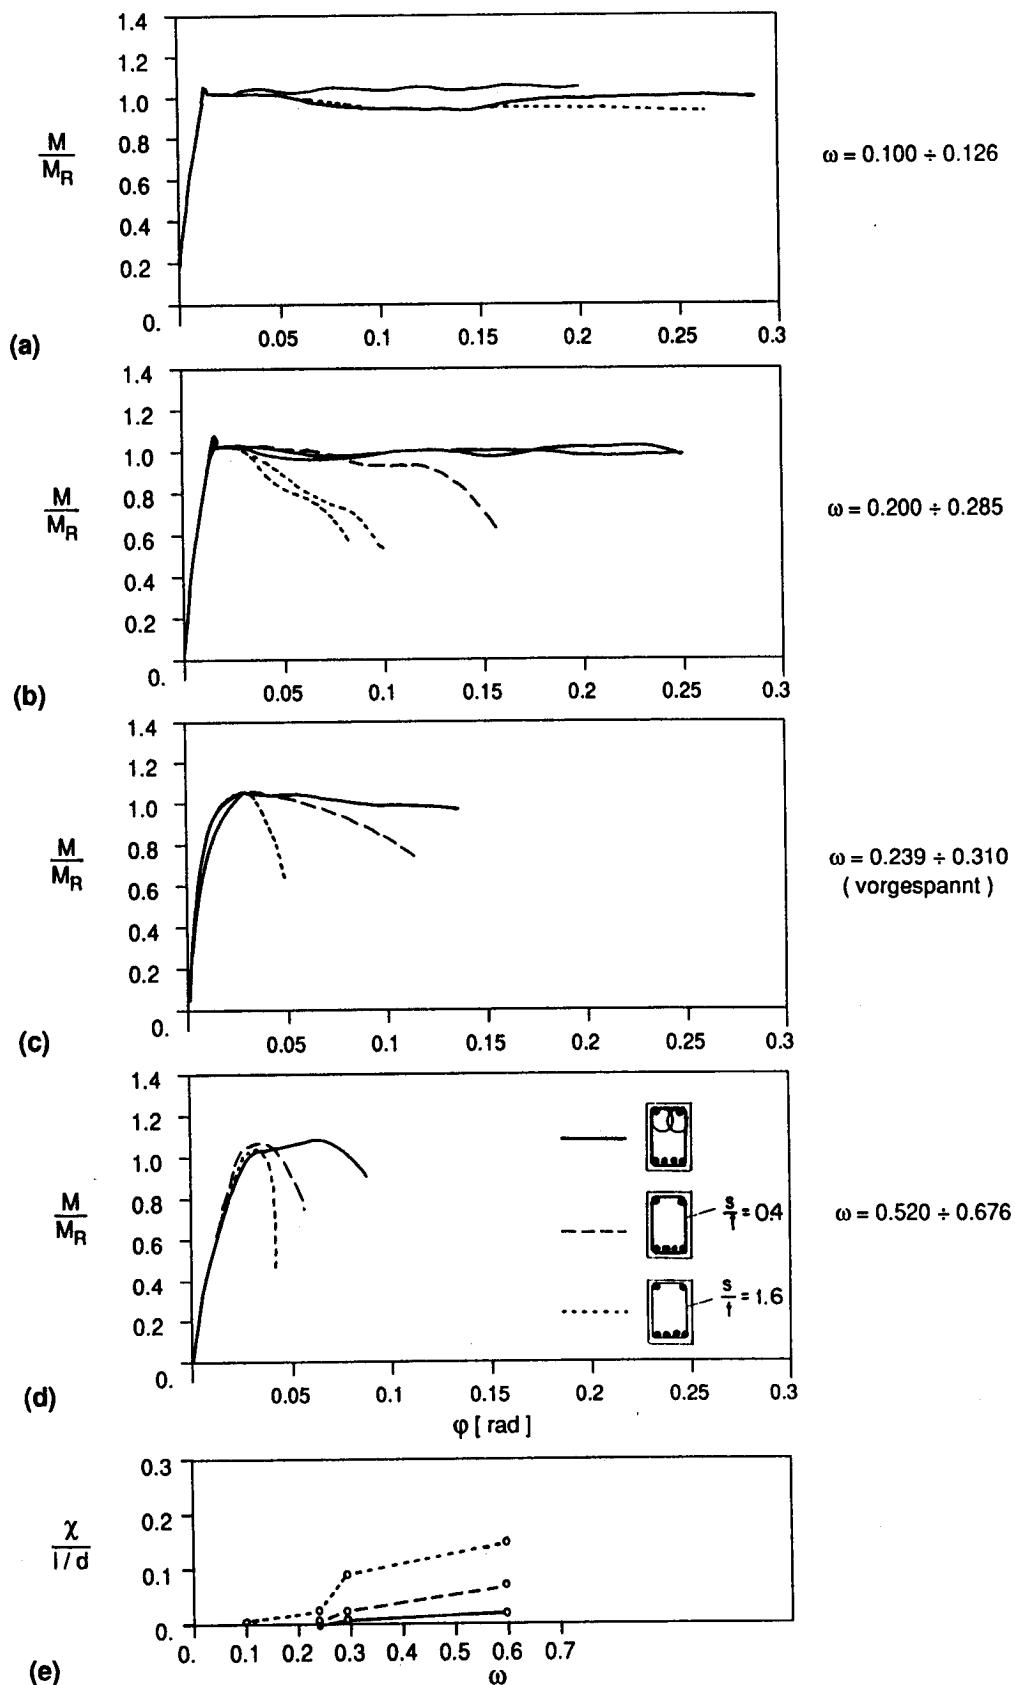 1.4
1.2
1.0
0.8
0.6
0.4
0.2
0.
M
M_R
ω = 0.100 ÷ 0.126
0.05 0.1 0.15 0.2 0.25 0.3
(a)
1.4
1.2
1.0
0.8
0.6
0.4
0.2
0.
M
M_R
ω = 0.200 ÷ 0.285
0.05 0.1 0.15 0.2 0.25 0.3
(b)
1.4
1.2
1.0
0.8
0.6
0.4
0.2
0.
M
M_R
ω = 0.239 ÷ 0.310
( vorgespannt )
0.05 0.1 0.15 0.2 0.25 0.3
(c)
1.4
1.2
1.0
0.8
0.6
0.4
0.2
0.
M
M_R
s/t = 0.4
s/t = 1.6
ω = 0.520 ÷ 0.676
0.05 0.1 0.15 0.2 0.25 0.3
(d)
φ [ rad ]
0.3
0.2
0.1
0.
χ
l / d
0. 0.1 0.2 0.3 0.4 0.5 0.6 0.7
ω
(e)